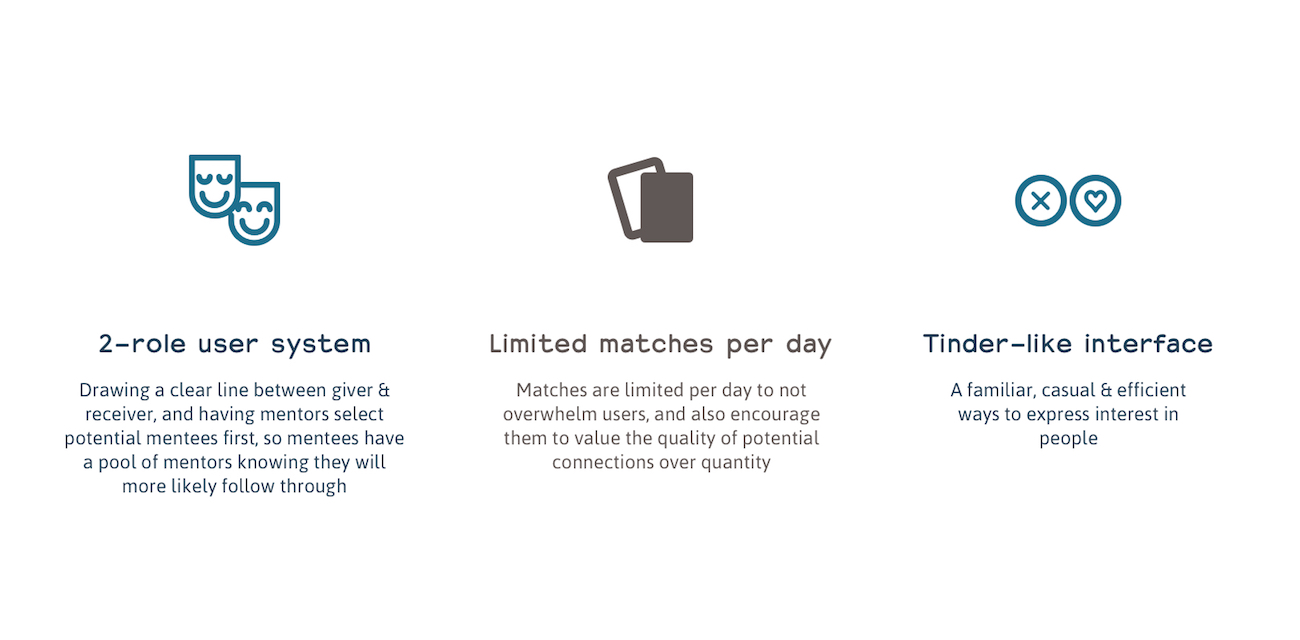 2-role user system
Drawing a clear line between giver &
receiver, and having mentors select
potential mentees first, so mentees have
a pool of mentors knowing they will
more likely follow through
Limited matches per day
Matches are limited per day to not
overwhelm users, and also encourage
them to value the quality of potential
connections over quantity
Tinder-like interface
A familiar, casual & efficient
ways to express interest in
people